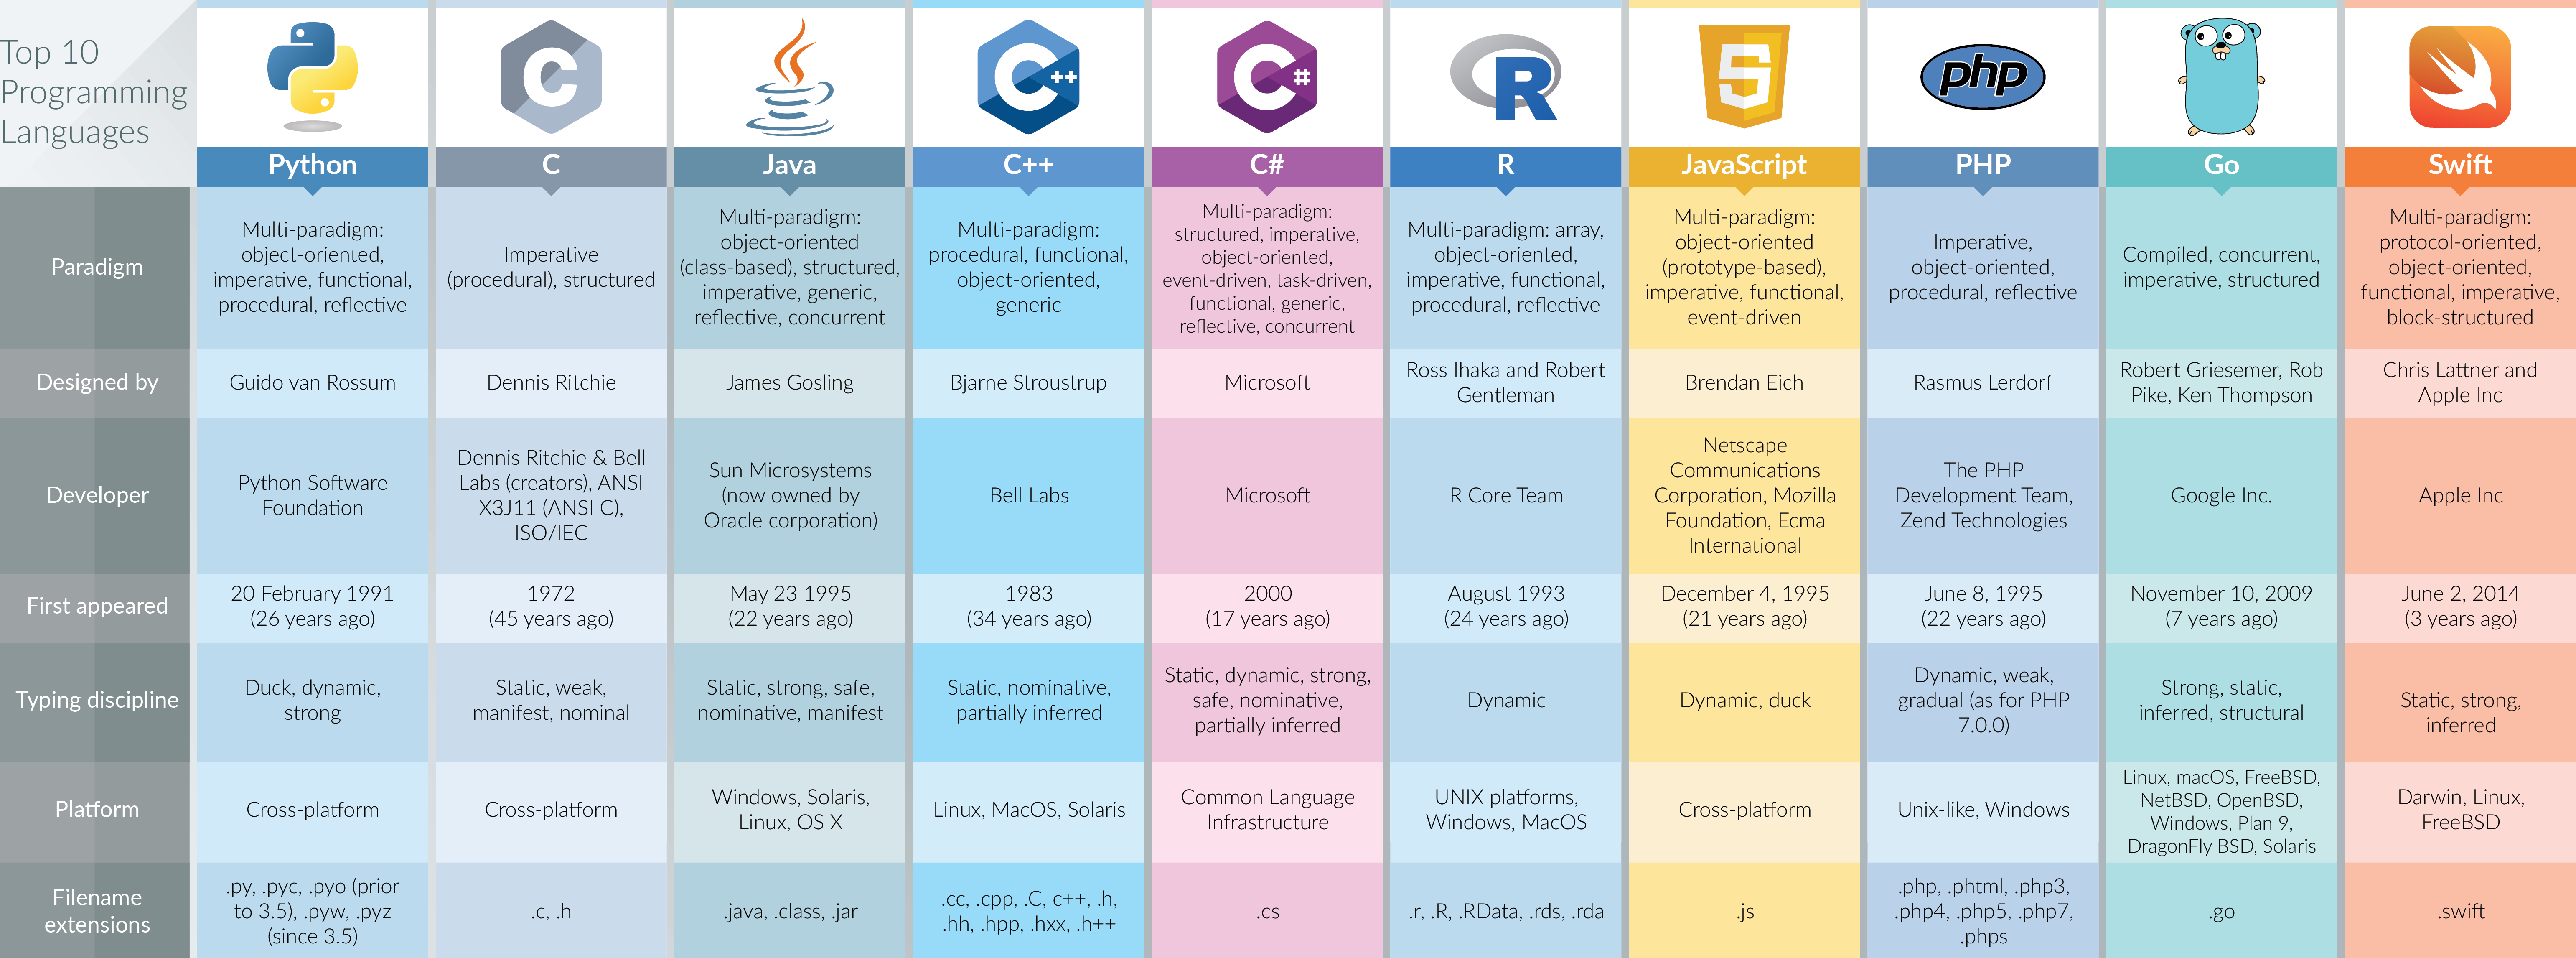 Top 10
Programming
Languages
C
C
++
C
#
R
5
php
Python
C
Java
C++
C#
R
JavaScript
PHP
Go
Swift
Paradigm
Multi-paradigm:
object-oriented,
imperative, functional,
procedural, reflective
Imperative
(procedural), structured
Multi-paradigm:
object-oriented
(class-based), structured,
imperative, generic,
reflective, concurrent
Multi-paradigm:
procedural, functional,
object-oriented,
generic
Multi-paradigm:
structured, imperative,
object-oriented,
event-driven, task-driven,
functional, generic,
reflective, concurrent
Multi-paradigm: array,
object-oriented,
imperative, functional,
procedural, reflective
Multi-paradigm:
object-oriented
(prototype-based),
imperative, functional,
event-driven
Imperative,
object-oriented,
procedural, reflective
Compiled, concurrent,
imperative, structured
Multi-paradigm:
protocol-oriented,
object-oriented,
functional, imperative,
block-structured
Designed by
Guido van Rossum
Dennis Ritchie
James Gosling
Bjarne Stroustrup
Microsoft
Ross Ihaka and Robert
Gentleman
Brendan Eich
Rasmus Lerdorf
Robert Griesemer, Rob
Pike, Ken Thompson
Chris Lattner and
Apple Inc
Developer
Python Software
Foundation
Dennis Ritchie & Bell
Labs (creators), ANSI
X3J11 (ANSI C),
ISO/IEC
Sun Microsystems
(now owned by
Oracle corporation)
Bell Labs
Microsoft
R Core Team
Netscape
Communications
Corporation, Mozilla
Foundation, Ecma
International
The PHP
Development Team,
Zend Technologies
Google Inc.
Apple Inc
First appeared
20 February 1991
(26 years ago)
1972
(45 years ago)
May 23 1995
(22 years ago)
1983
(34 years ago)
2000
(17 years ago)
August 1993
(24 years ago)
December 4, 1995
(21 years ago)
June 8, 1995
(22 years ago)
November 10, 2009
(7 years ago)
June 2, 2014
(3 years ago)
Typing discipline
Duck, dynamic,
strong
Static, weak,
manifest, nominal
Static, strong, safe,
nominative, manifest
Static, nominative,
partially inferred
Static, dynamic, strong,
safe, nominative,
partially inferred
Dynamic
Dynamic, duck
Dynamic, weak,
gradual (as for PHP
7.0.0)
Strong, static,
inferred, structural
Static, strong,
inferred
Platform
Cross-platform
Cross-platform
Windows, Solaris,
Linux, OS X
Linux, MacOS, Solaris
Common Language
Infrastructure
UNIX platforms,
Windows, MacOS
Cross-platform
Unix-like, Windows
Linux, macOS, FreeBSD,
NetBSD, OpenBSD,
Windows, Plan 9,
DragonFly BSD, Solaris
Darwin, Linux,
FreeBSD
Filename
extensions
.py, .pyc, .pyo (prior
to 3.5), .pyw, .pyz
(since 3.5)
.c, .h
.java, .class, .jar
.cc, .cpp, .C, c++, .h,
.hh, .hpp, .hxx, .h++
.cs
.r, .R, .RData, .rds, .rda
.js
.php, .phtml, .php3,
.php4, .php5, .php7,
.phps
.go
.swift